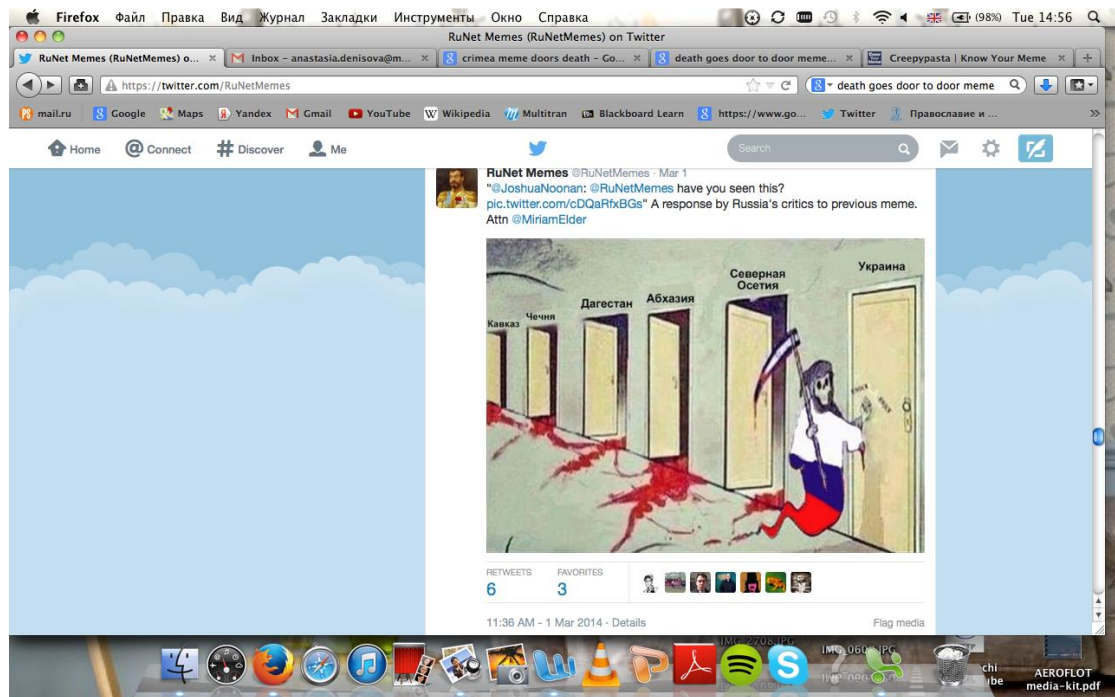 Firefox Файл Правка Вид Журнал Закладки Инструменты Окно Справка (98%) Tue 14:56
RuNet Memes (RuNetMemes) on Twitter
RuNet Memes (RuNetMemes) o... Inbox – anastasia.denisova@m... crimea meme doors death – Go... death goes door to door meme... Creepypasta | Know Your Meme
https://twitter.com/RuNetMemes death goes door to door meme
mail.ru Google Maps Yandex Gmail YouTube Wikipedia Multitran Blackboard Learn https://www.go... Twitter Православие и ...
Home Connect Discover Me Search
RuNet Memes @RuNetMemes · Mar 1
"@JoshuaNoonan: @RuNetMemes have you seen this?
pic.twitter.com/cDQaRfxBGs" A response by Russia's critics to previous meme.
Attn @MiriamElder
Кавказ
Чечня
Дагестан
Абхазия
Северная
Осетия
Украина
RETWEETS FAVORITES
6 3
11:36 AM - 1 Mar 2014 · Details Flag media
IMG_2708.JPG
AEROFLOT
media-kit.pdf